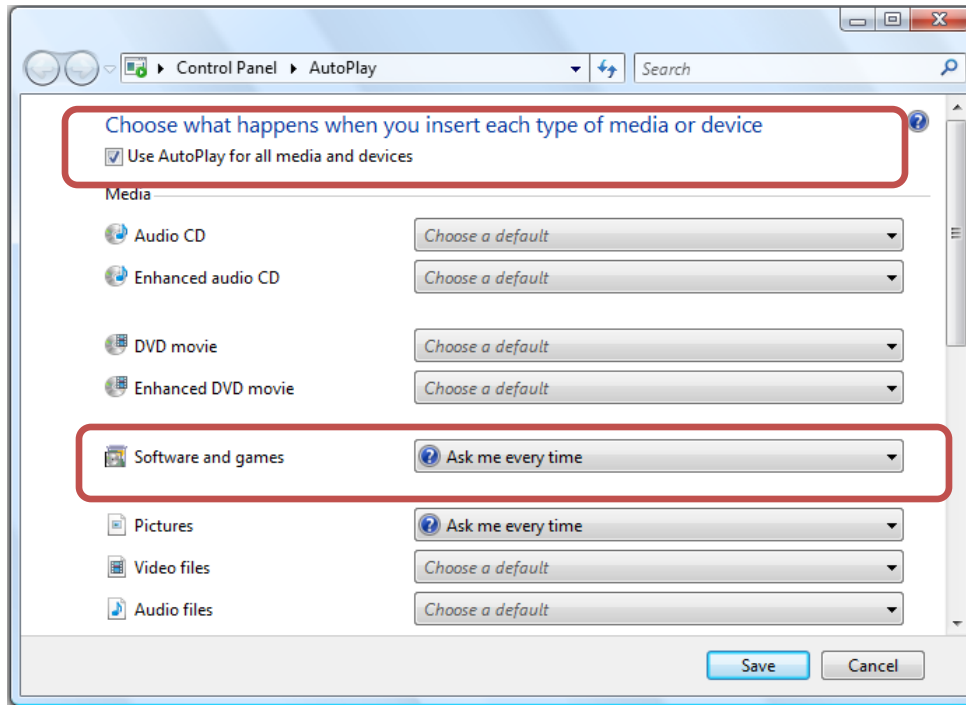 Control Panel AutoPlay Search
Choose what happens when you insert each type of media or device
Use AutoPlay for all media and devices
Media
Audio CD Choose a default
Enhanced audio CD Choose a default
DVD movie Choose a default
Enhanced DVD movie Choose a default
Software and games Ask me every time
Pictures Ask me every time
Video files Choose a default
Audio files Choose a default
Save Cancel